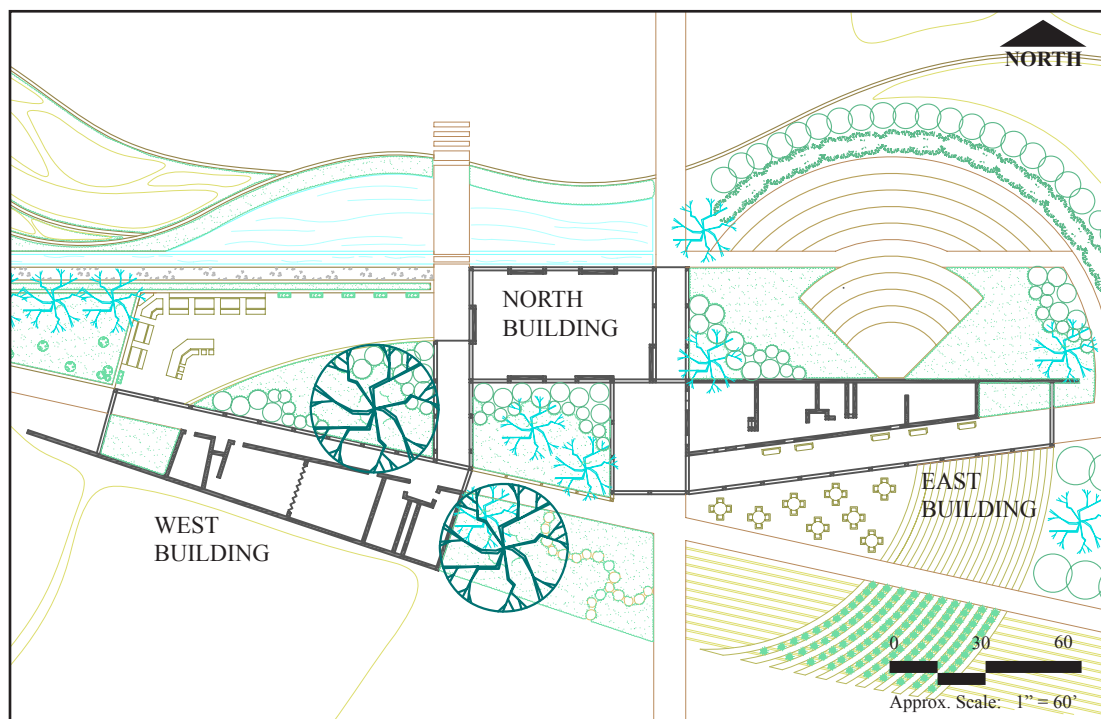 NORTH
NORTH
BUILDING
WEST
BUILDING
EAST
BUILDING
0 30 60
Approx. Scale: 1” = 60’